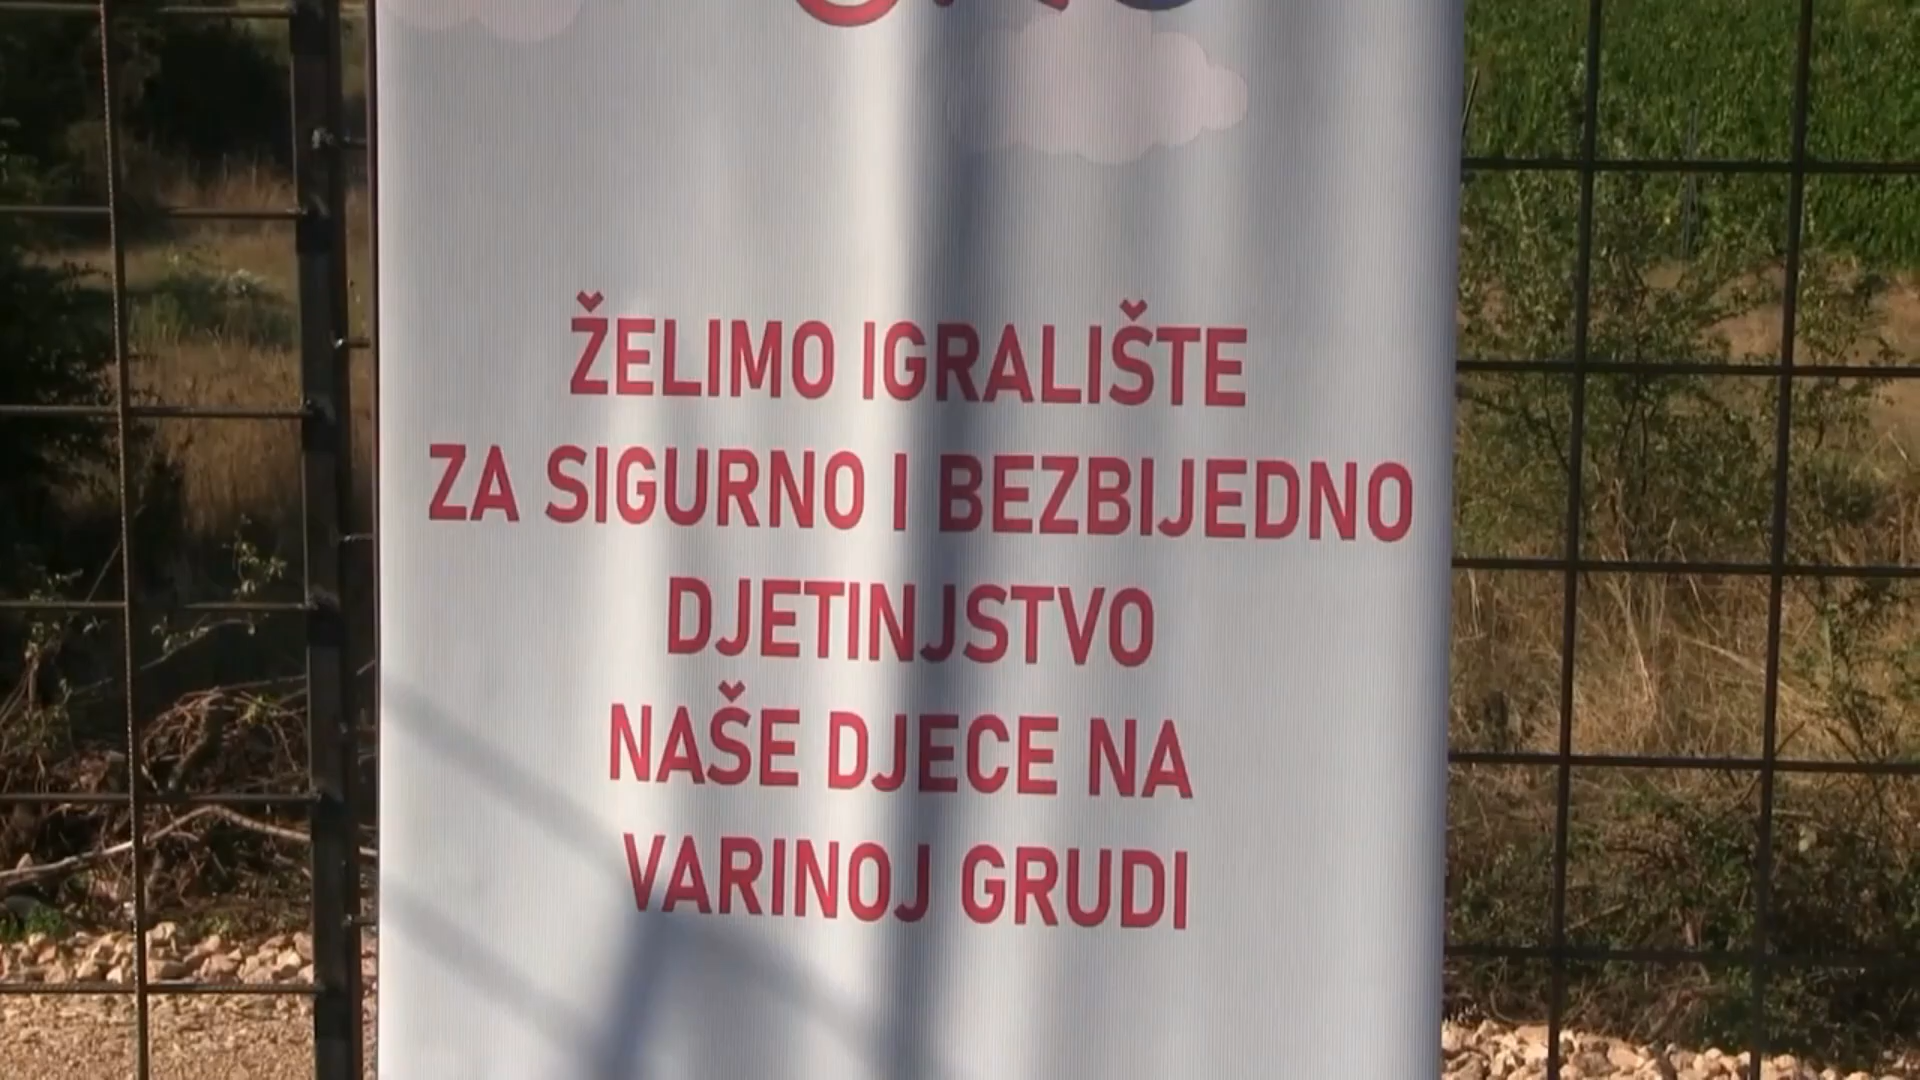 ŽELIMO IGRALIŠTE
ZA SIGURNO I BEZBIJEDNO
DJETINJSTVO
NAŠE DJECE NA
VARINOJ GRUDI